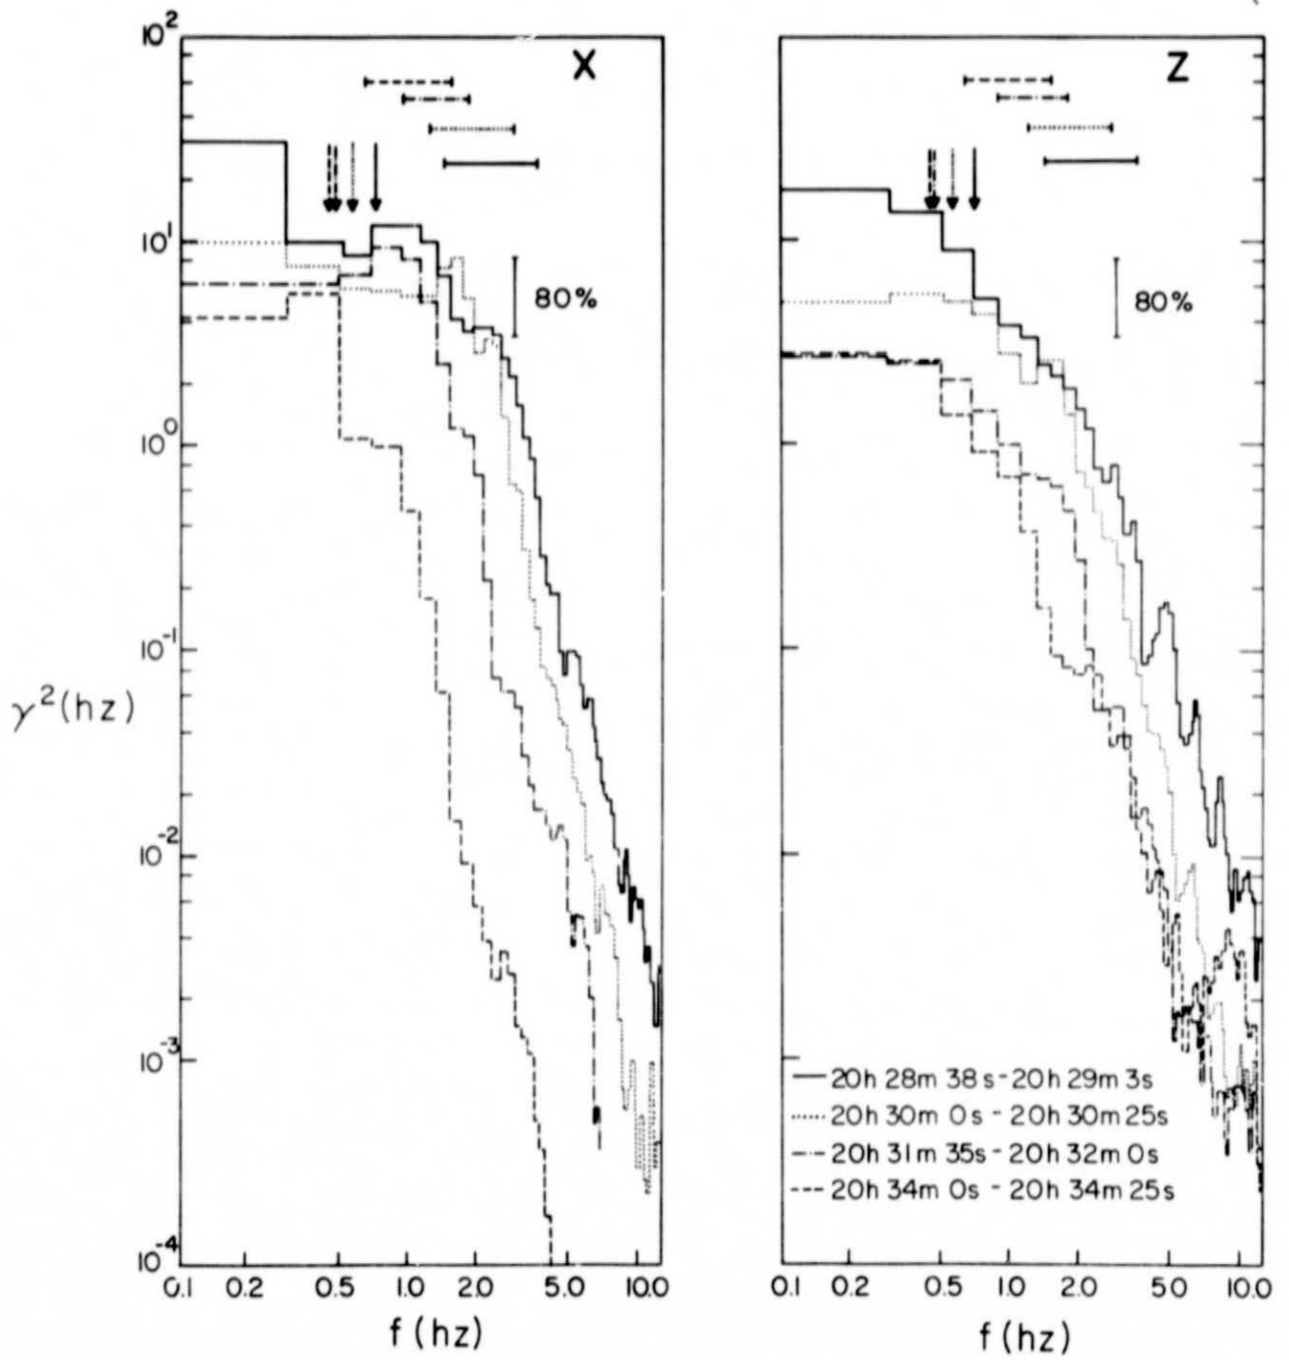 10² X Z
10¹
80% 80%
10⁰
10⁻¹
γ²(hz)
10⁻²
10⁻³
20h 28m 38s - 20h 29m 3s
20h 30m 0s - 20h 30m 25s
20h 31m 35s - 20h 32m 0s
20h 34m 0s - 20h 34m 25s
10⁻⁴
0.1 0.2 0.5 1.0 2.0 5.0 10.0 0.1 0.2 0.5 1.0 2.0 5.0 10.0
f (hz) f (hz)